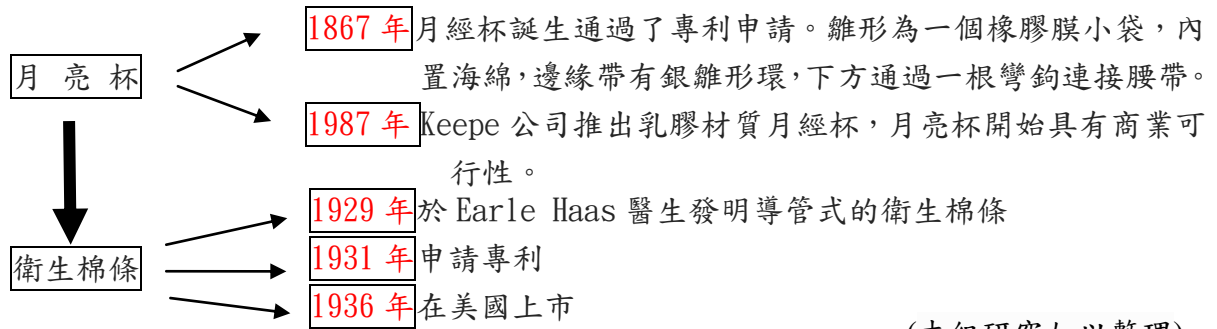 1867 年月經杯誕生通過了專利申請。雛形為一個橡膠膜小袋，內
置海綿，邊緣帶有銀雛形環，下方通過一根彎鉤連接腰帶。
月亮杯
1987 年 Keepe 公司推出乳膠材質月經杯，月亮杯開始具有商業可
行性。
1929 年於 Earle Haas 醫生發明導管式的衛生棉條
衛生棉條
1931 年申請專利
1936 年在美國上市